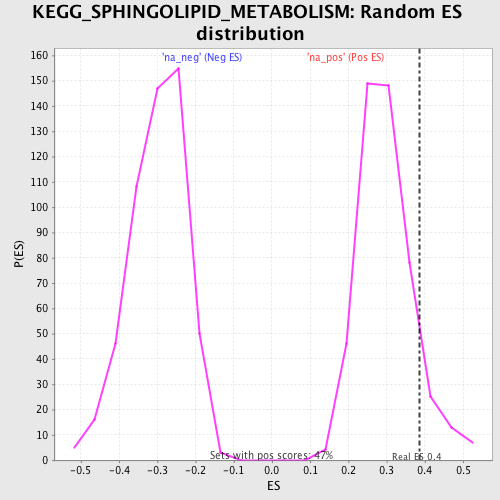 KEGG_SPHINGOLIPID_METABOLISM: Random ES
distribution
'na_neg' (Neg ES)
'na_pos' (Pos ES)
160
150
140
130
120
110
100
90
80
70
60
50
40
30
20
10
0
P(ES)
Sets with pos scores: 47%
Real ES 0.4
-0.5 -0.4 -0.3 -0.2 -0.1 0.0 0.1 0.2 0.3 0.4 0.5
ES